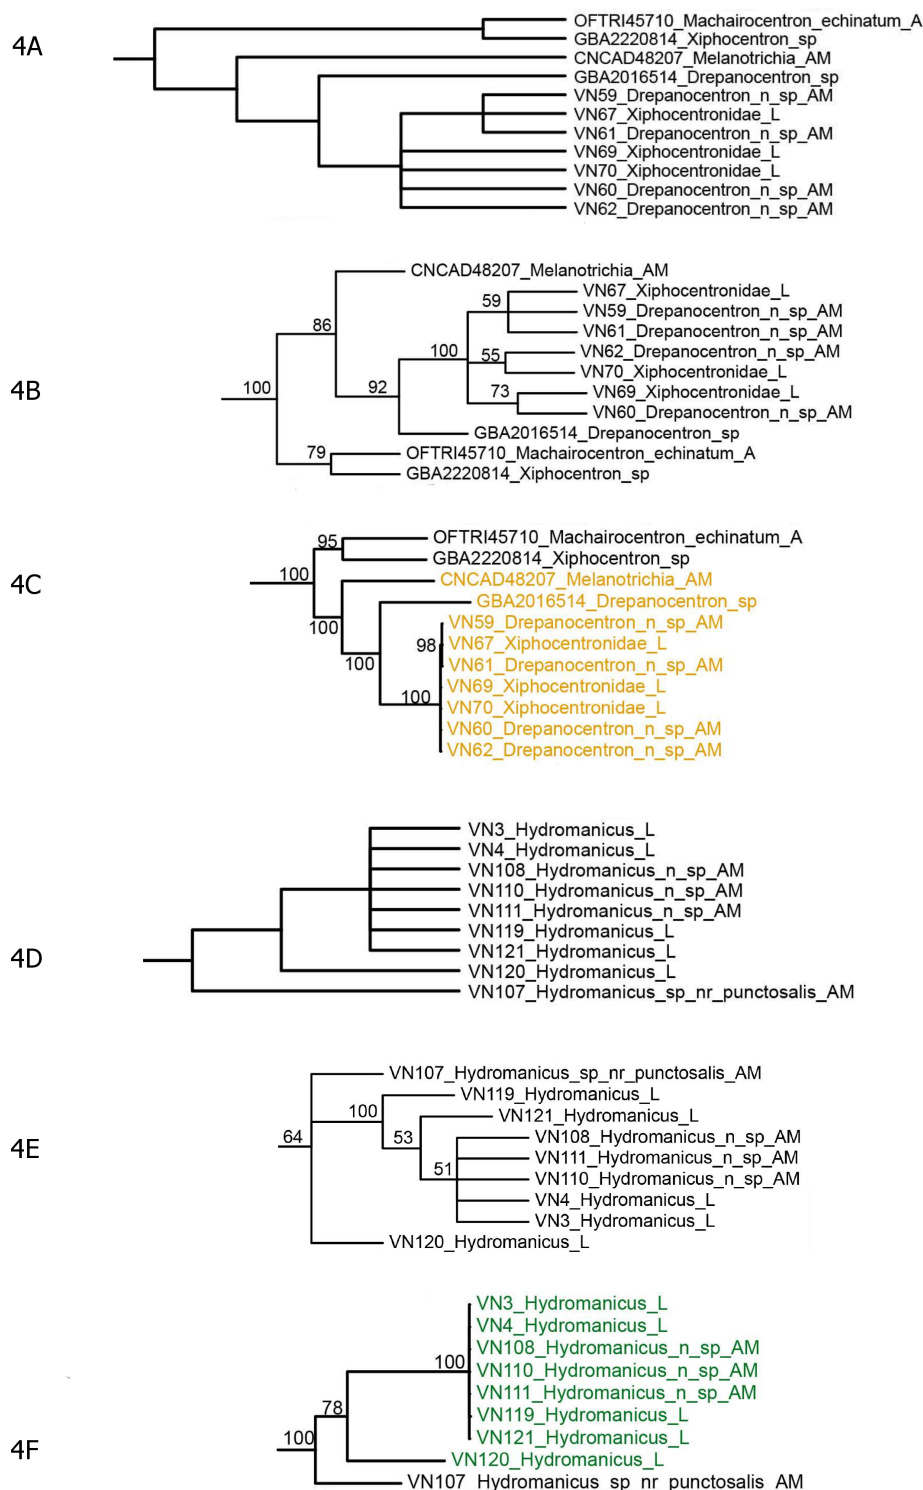 4A
OFTRI45710_Machairocentron_echinatum_A
GBA2220814_Xiphocentron_sp
CNCAD48207_Melanotrichia_AM
GBA2016514_Drepanocentron_sp
VN59_Drepanocentron_n_sp_AM
VN67_Xiphocentronidae_L
VN61_Drepanocentron_n_sp_AM
VN69_Xiphocentronidae_L
VN70_Xiphocentronidae_L
VN60_Drepanocentron_n_sp_AM
VN62_Drepanocentron_n_sp_AM
4B
CNCAD48207_Melanotrichia_AM
VN67_Xiphocentronidae_L
59
VN59_Drepanocentron_n_sp_AM
86
VN61_Drepanocentron_n_sp_AM
100
55
VN62_Drepanocentron_n_sp_AM
VN70_Xiphocentronidae_L
100
92
73
VN69_Xiphocentronidae_L
VN60_Drepanocentron_n_sp_AM
GBA2016514_Drepanocentron_sp
79
OFTRI45710_Machairocentron_echinatum_A
GBA2220814_Xiphocentron_sp
4C
95
OFTRI45710_Machairocentron_echinatum_A
GBA2220814_Xiphocentron_sp
100
CNCAD48207_Melanotrichia_AM
GBA2016514_Drepanocentron_sp
100
VN59_Drepanocentron_n_sp_AM
98
VN67_Xiphocentronidae_L
100
VN61_Drepanocentron_n_sp_AM
VN69_Xiphocentronidae_L
100
VN70_Xiphocentronidae_L
VN60_Drepanocentron_n_sp_AM
VN62_Drepanocentron_n_sp_AM
4D
VN3_Hydromanicus_L
VN4_Hydromanicus_L
VN108_Hydromanicus_n_sp_AM
VN110_Hydromanicus_n_sp_AM
VN111_Hydromanicus_n_sp_AM
VN119_Hydromanicus_L
VN121_Hydromanicus_L
VN120_Hydromanicus_L
VN107_Hydromanicus_sp_nr_punctosalis_AM
4E
VN107_Hydromanicus_sp_nr_punctosalis_AM
VN119_Hydromanicus_L
100
VN121_Hydromanicus_L
64
53
VN108_Hydromanicus_n_sp_AM
VN111_Hydromanicus_n_sp_AM
51
VN110_Hydromanicus_n_sp_AM
VN4_Hydromanicus_L
VN3_Hydromanicus_L
VN120_Hydromanicus_L
4F
VN3_Hydromanicus_L
VN4_Hydromanicus_L
VN108_Hydromanicus_n_sp_AM
100
VN110_Hydromanicus_n_sp_AM
VN111_Hydromanicus_n_sp_AM
78
VN119_Hydromanicus_L
100
VN121_Hydromanicus_L
VN120_Hydromanicus_L
VN107_Hydromanicus_sp_nr_punctosalis_AM